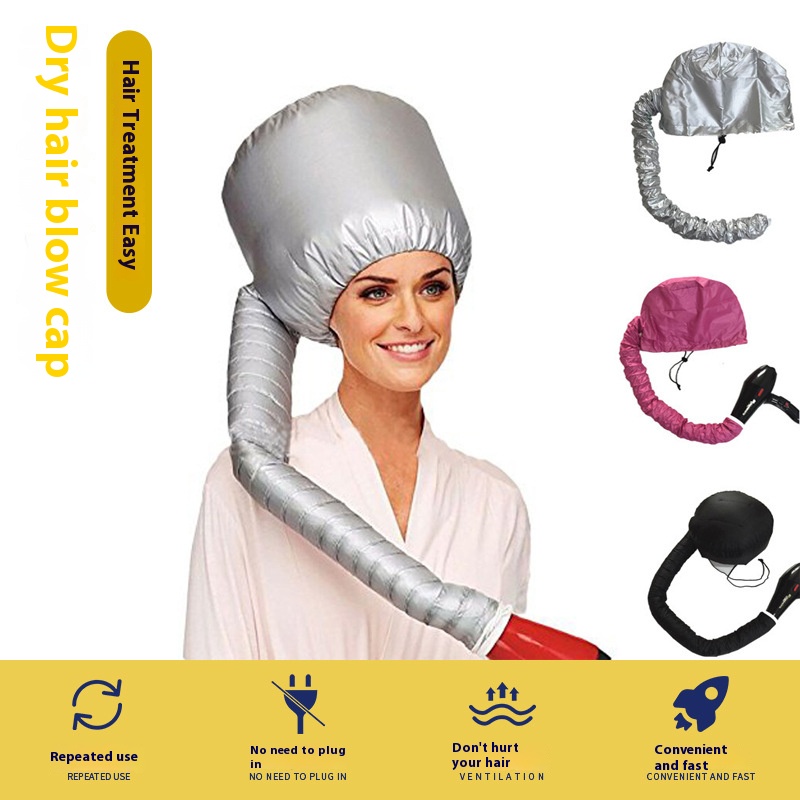 Dry hair blow cap
Hair Treatment Easy
Repeated use
REPEATED USE
No need to plug
in
NO NEED TO PLUG IN
Don't hurt
your hair
VENTILATION
Convenient
and fast
CONVENIENT AND FAST